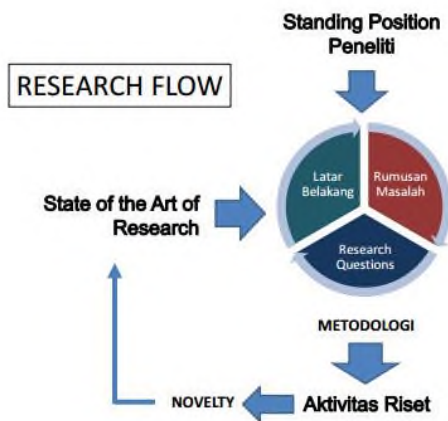 Standing Position
Peneliti
RESEARCH FLOW
Latar
Belakang
Rumusan
Masalah
State of the Art of
Research
Research
Questions
METODOLOGI
NOVELTY
Aktivitas Riset